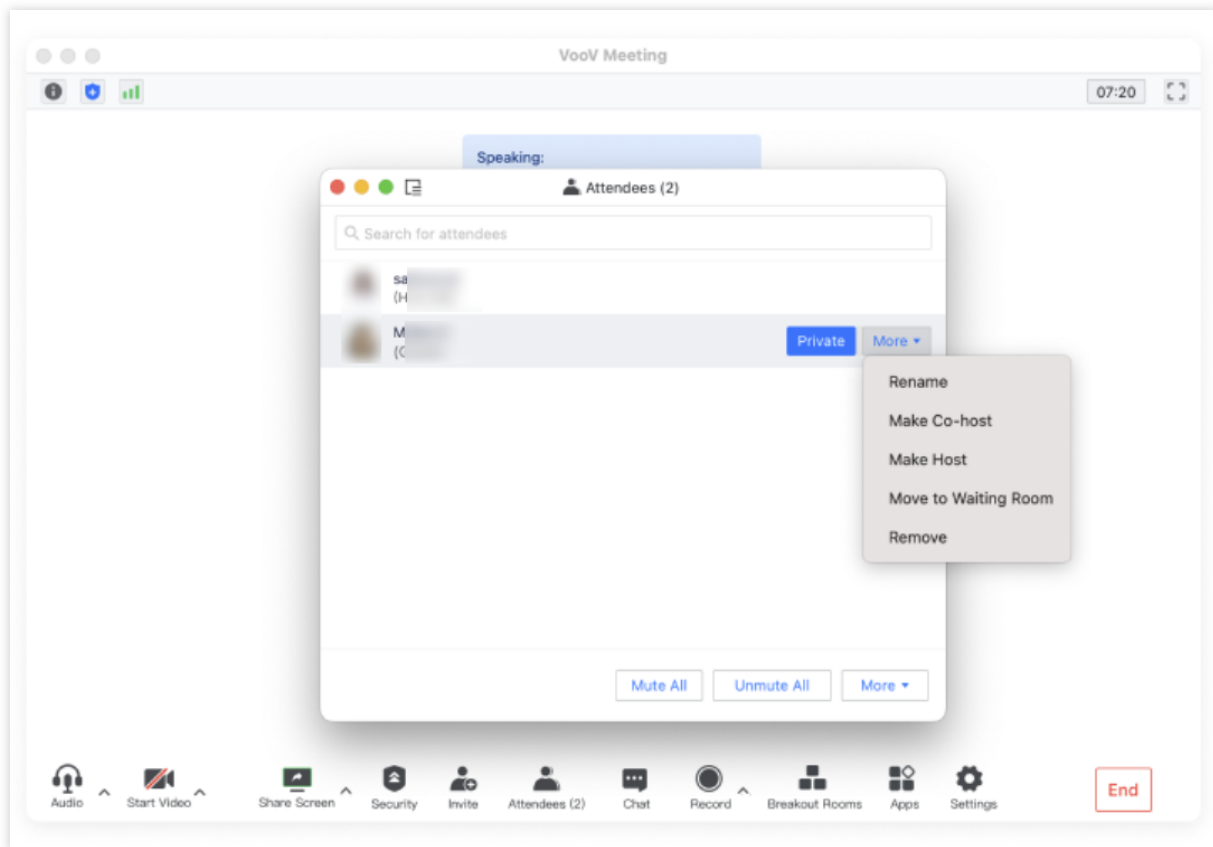 VooV Meeting
07:20
Speaking:
Attendees (2)
Search for attendees
sa
(H
M
Private More
Rename
Make Co-host
Make Host
Move to Waiting Room
Remove
Mute All Unmute All More
Audio Start Video Share Screen Security Invite Attendees (2) Chat Record Breakout Rooms Apps Settings
End